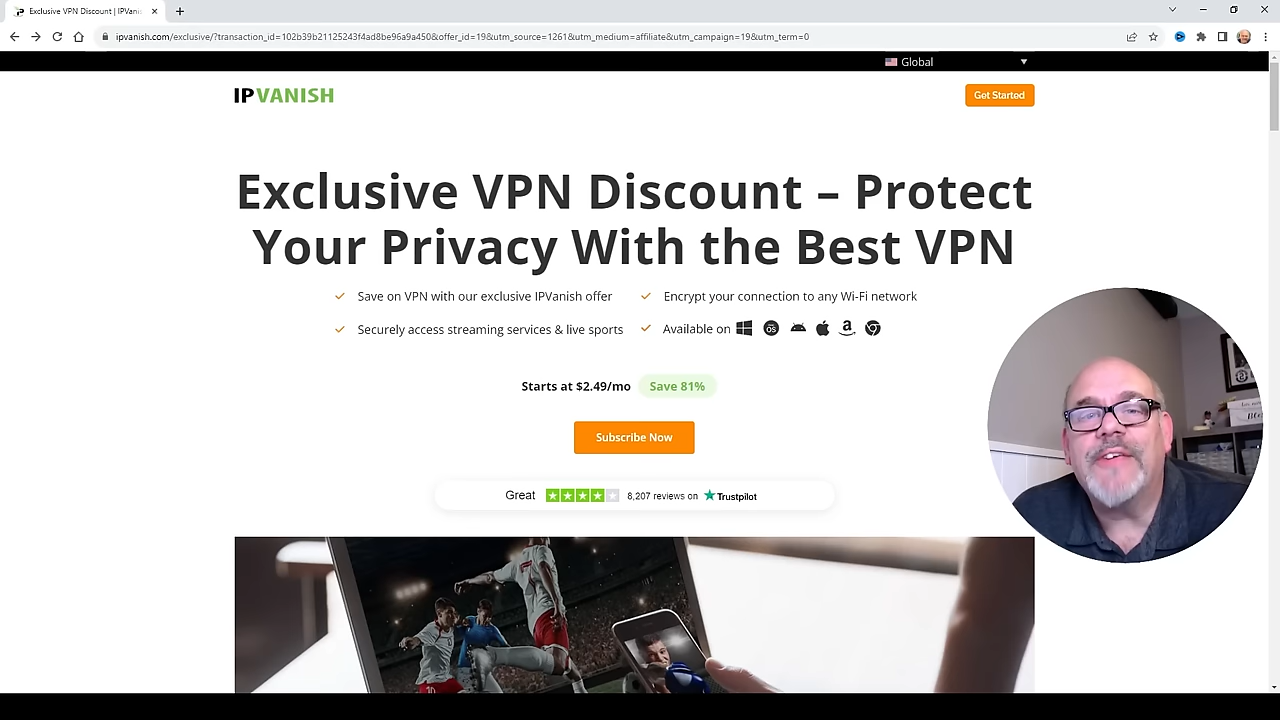 Exclusive VPN Discount | IPVani
ipvanish.com/exclusive/?transaction_id=102b39b21125243f4ad8be96a9a450&offer_id=19&utm_source=1261&utm_medium=affiliate&utm_campaign=19&utm_term=0
Global
IPVANISH
Get Started
Exclusive VPN Discount – Protect
Your Privacy With the Best VPN
Save on VPN with our exclusive IPVanish offer
Encrypt your connection to any Wi-Fi network
Securely access streaming services & live sports
Available on
Starts at $2.49/mo
Save 81%
Subscribe Now
Great
8,207 reviews on
Trustpilot